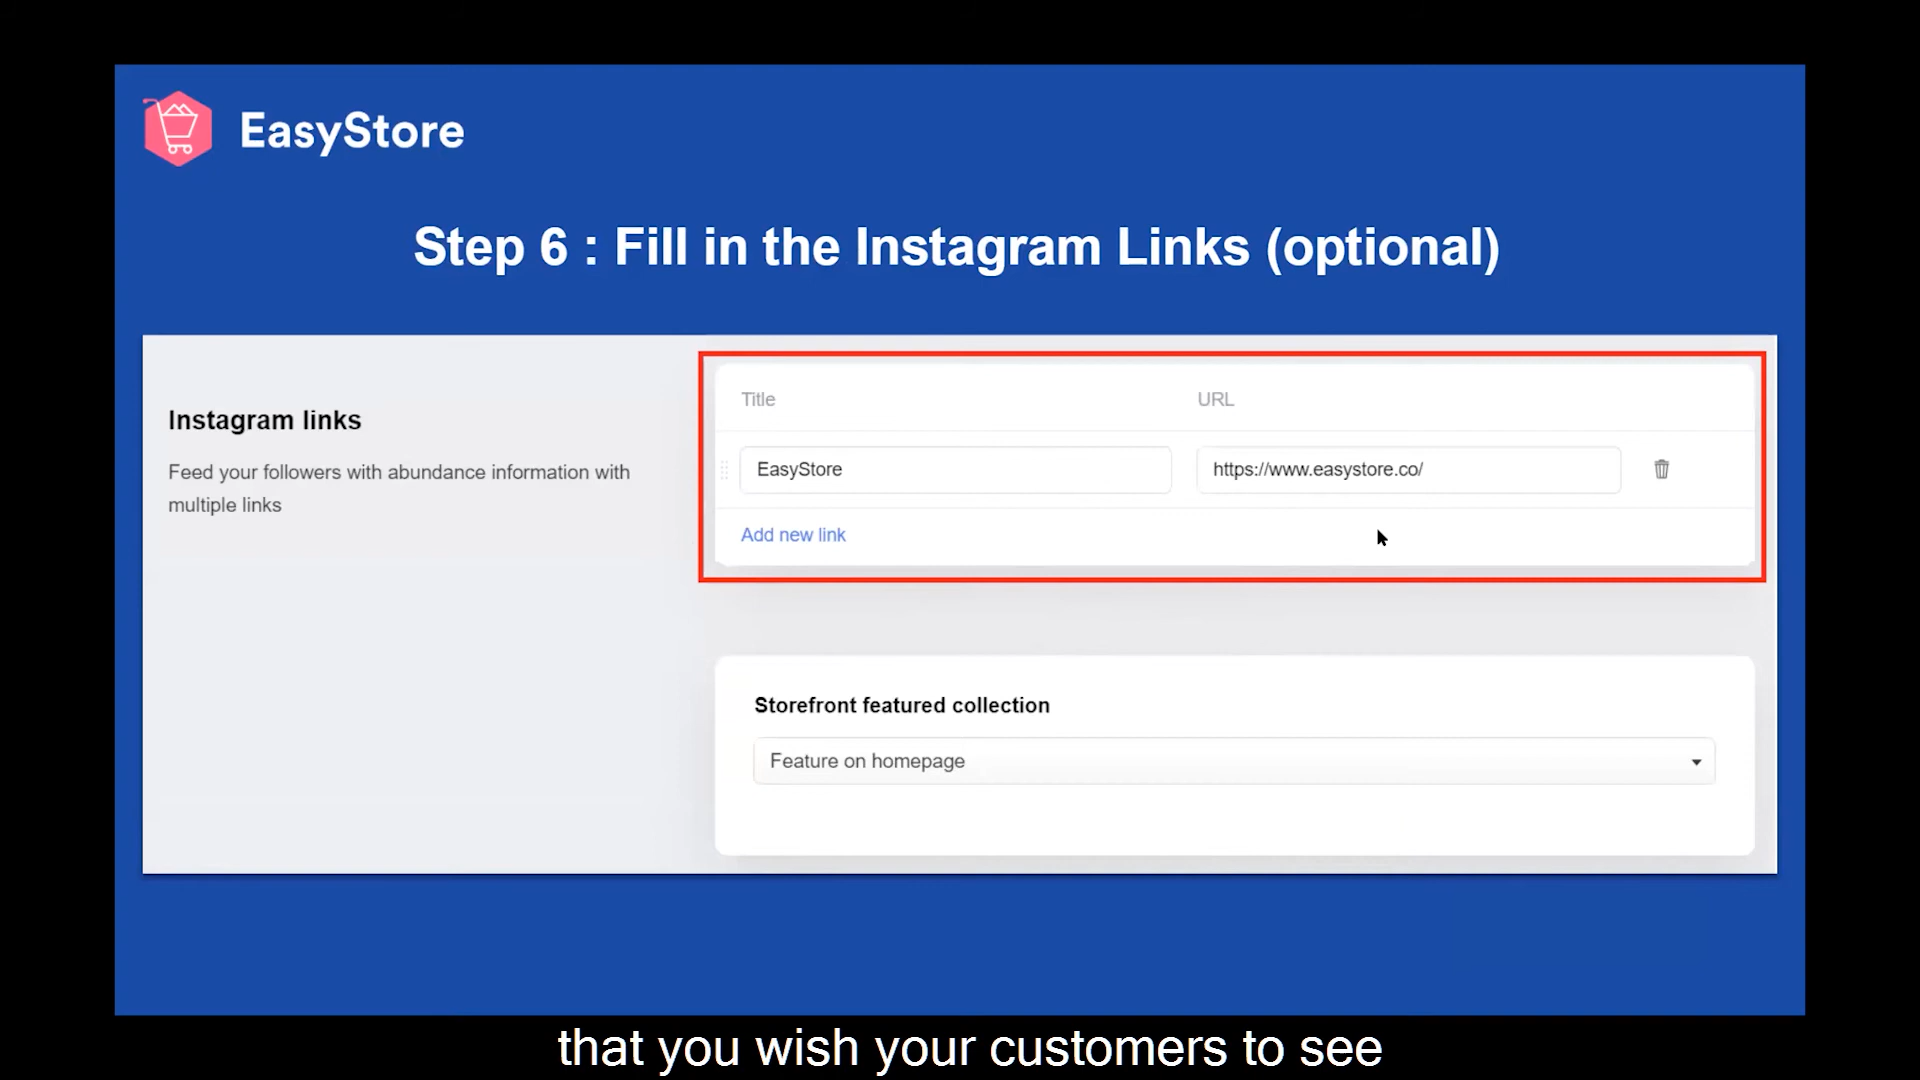 EasyStore
Step 6 : Fill in the Instagram Links (optional)
Instagram links
Feed your followers with abundance information with
multiple links
Title URL
EasyStore https://www.easystore.co/
Add new link
Storefront featured collection
Feature on homepage
that you wish your customers to see